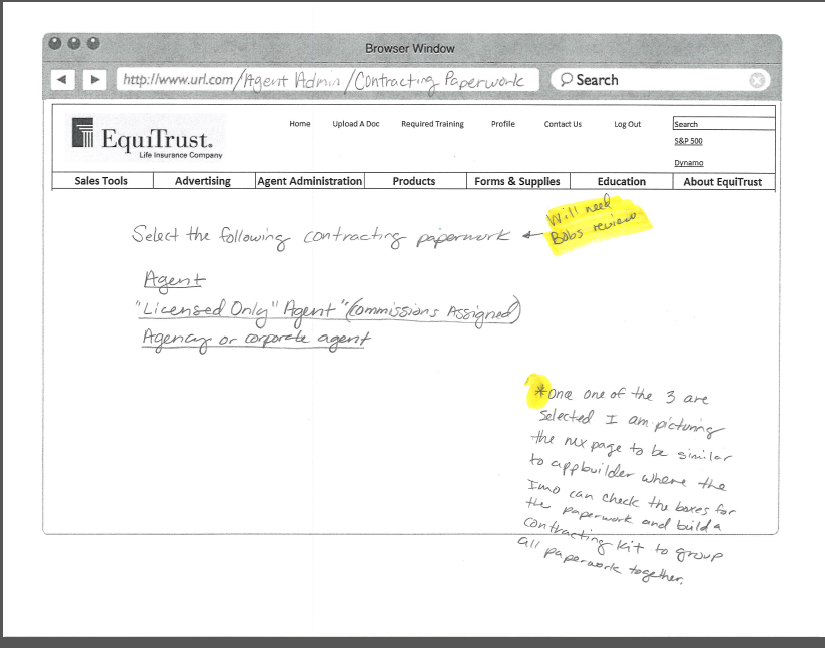 Browser Window
http://www.url.com/Agent Admin/Contracting Paperwork
Search
EquiTrust.
Life Insurance Company
Home Upload A Doc Required Training Profile Contact Us Log Out Search
S&P 500
Dynamo
Sales Tools Advertising Agent Administration Products Forms & Supplies Education About EquiTrust
Will need
Bobs review
Select the following contracting paperwork
Agent
"Licensed Only" Agent "(Commissions Assigned)
Agency or corporate agent
*One one of the 3 are
selected I am picturing
the nx page to be similar
to appbuilder where the
Imo can check the boxes for
the paperwork and build a
contracting kit to group
all paperwork together.